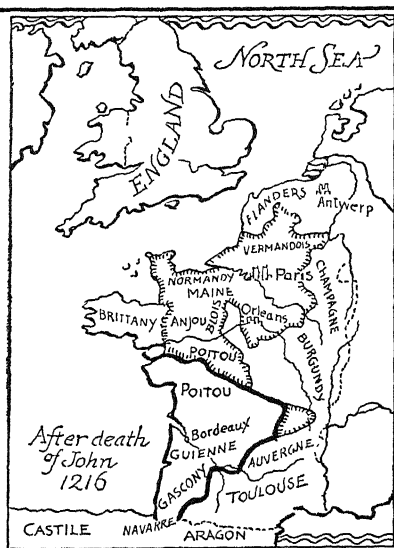 NORTH SEA
ENGLAND
FLANDERS
Antwerp
VERMANDOIS
NORMANDY
Paris
MAINE
CHAMPAGNE
BRITTANY
ANJOU
BLOIS
Orleans
BURGUNDY
POITOU
POITOU
Bordeaux
GUIENNE
AUVERGNE
GASCONY
TOULOUSE
After death
of John
1216
CASTILE
NAVARRE
ARAGON